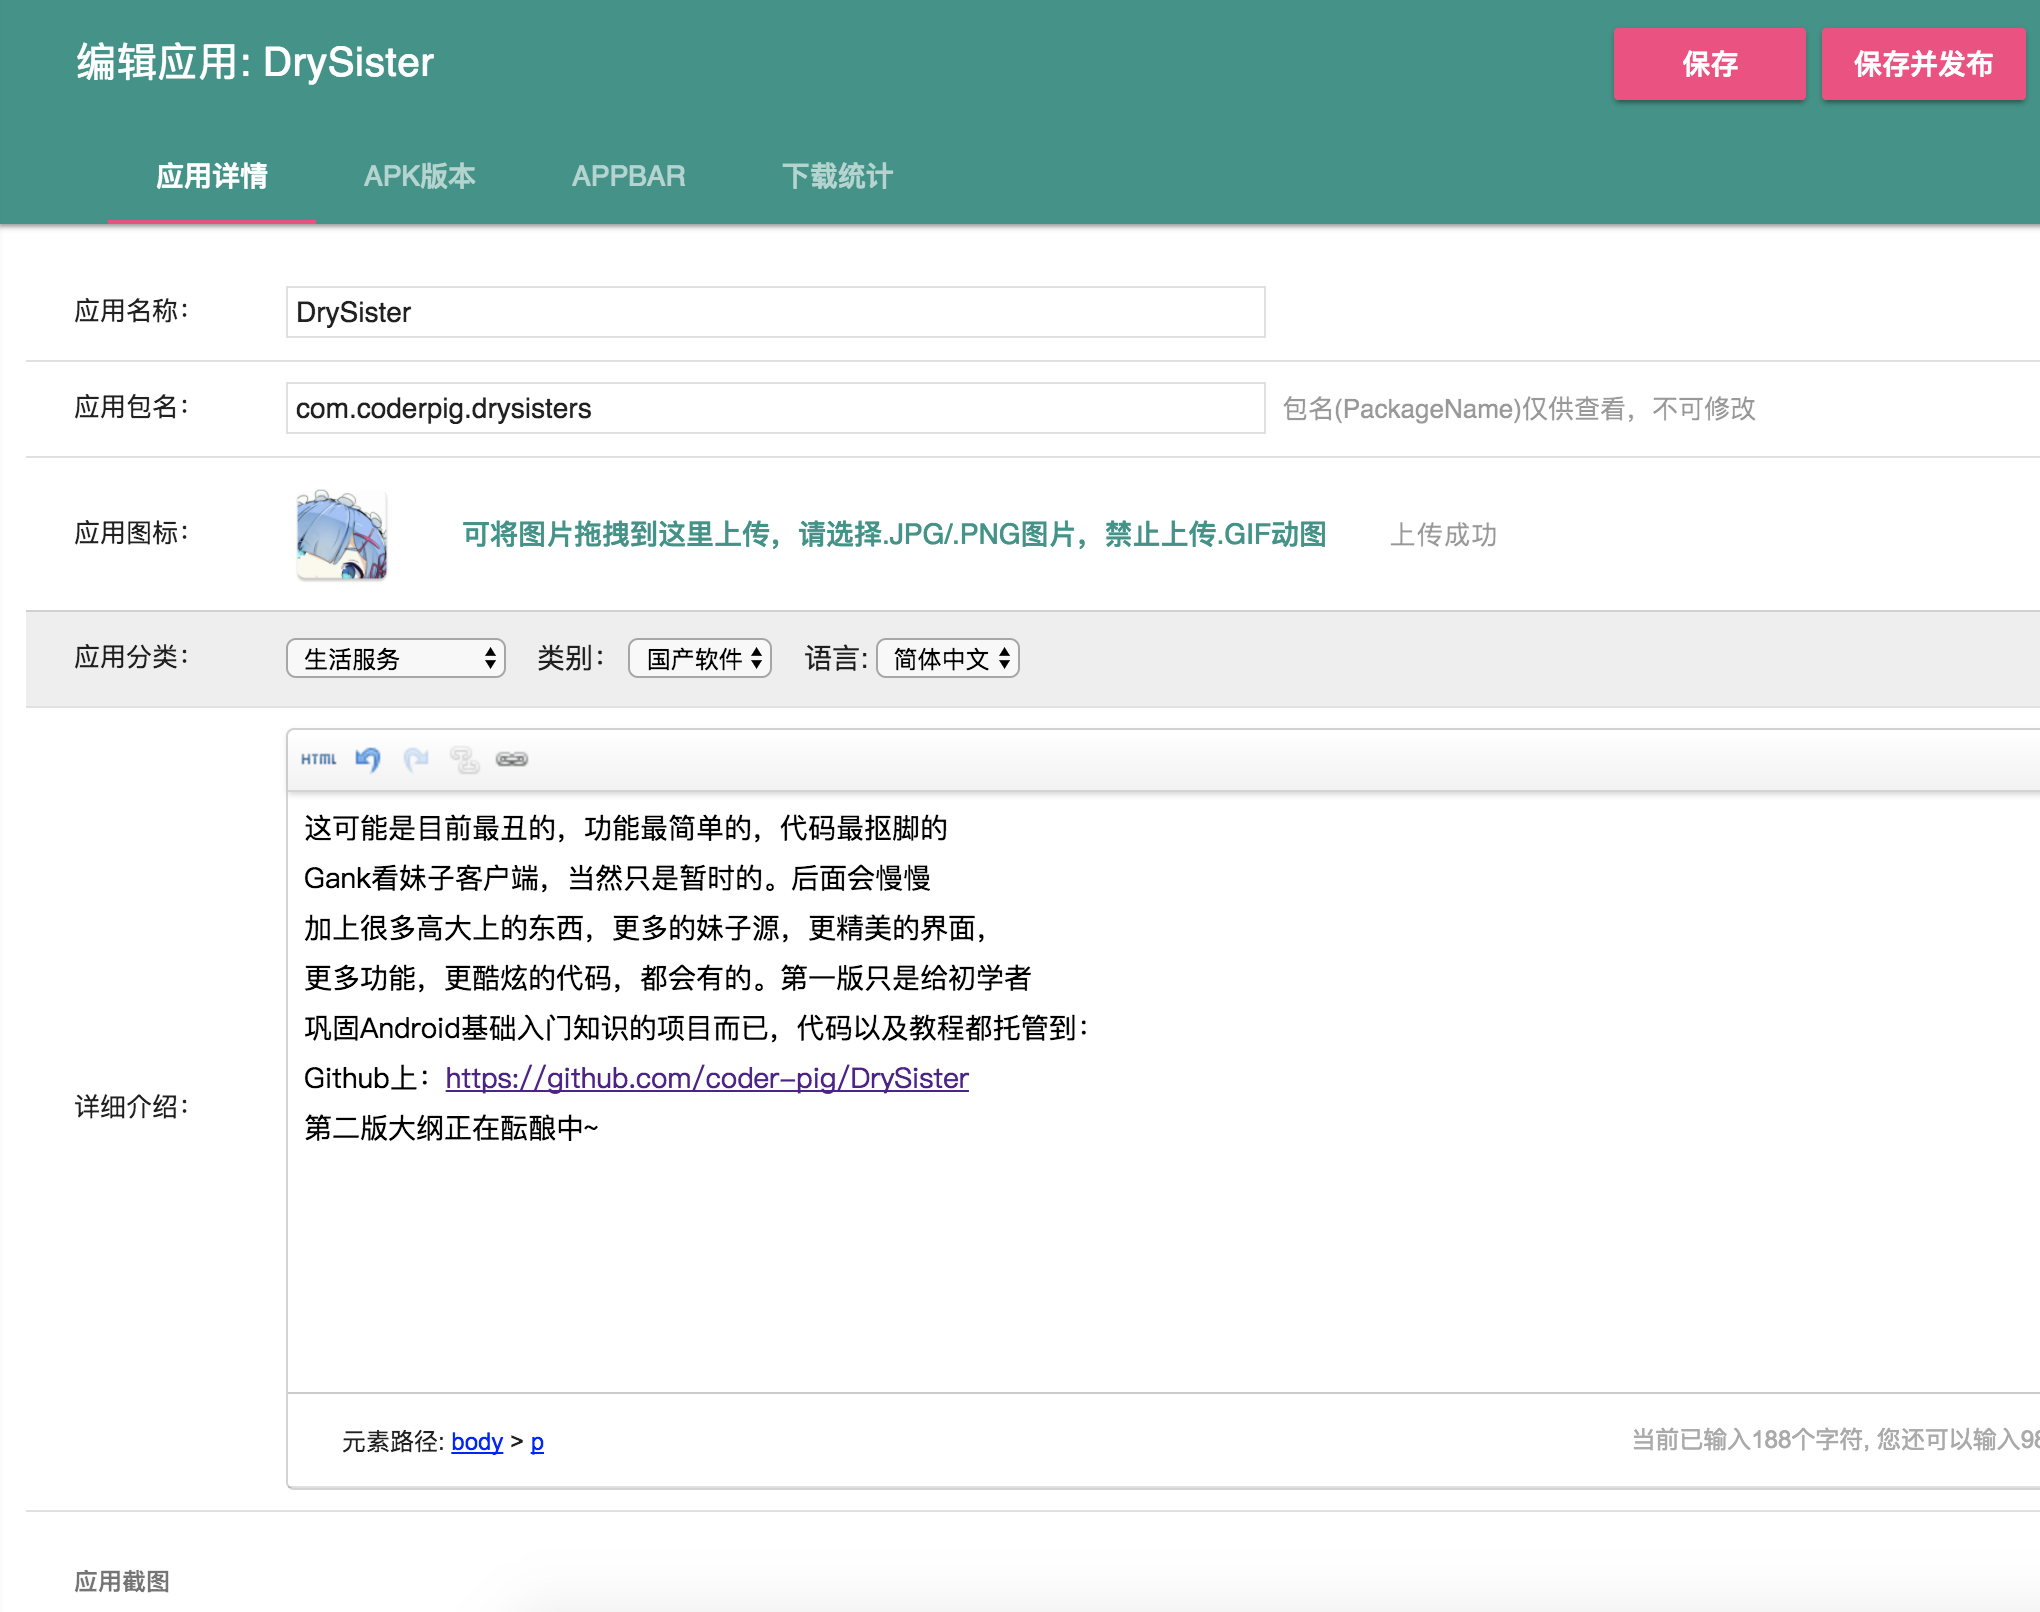 编辑应用: DrySister
保存
保存并发布
应用详情
APK版本
APPBAR
下载统计
应用名称：
DrySister
应用包名：
com.coderpig.drysisters
包名(PackageName)仅供查看，不可修改
应用图标：
可将图片拖拽到这里上传，请选择.JPG/.PNG图片，禁止上传.GIF动图
上传成功
应用分类：
生活服务
类别：
国产软件
语言:
简体中文
HTML
这可能是目前最丑的，功能最简单的，代码最抠脚的
Gank看妹子客户端，当然只是暂时的。后面会慢慢
加上很多高大上的东西，更多的妹子源，更精美的界面，
更多功能，更酷炫的代码，都会有的。第一版只是给初学者
巩固Android基础入门知识的项目而已，代码以及教程都托管到：
Github上：https://github.com/coder-pig/DrySister
第二版大纲正在酝酿中~
详细介绍：
元素路径: body > p
当前已输入188个字符, 您还可以输入98
应用截图